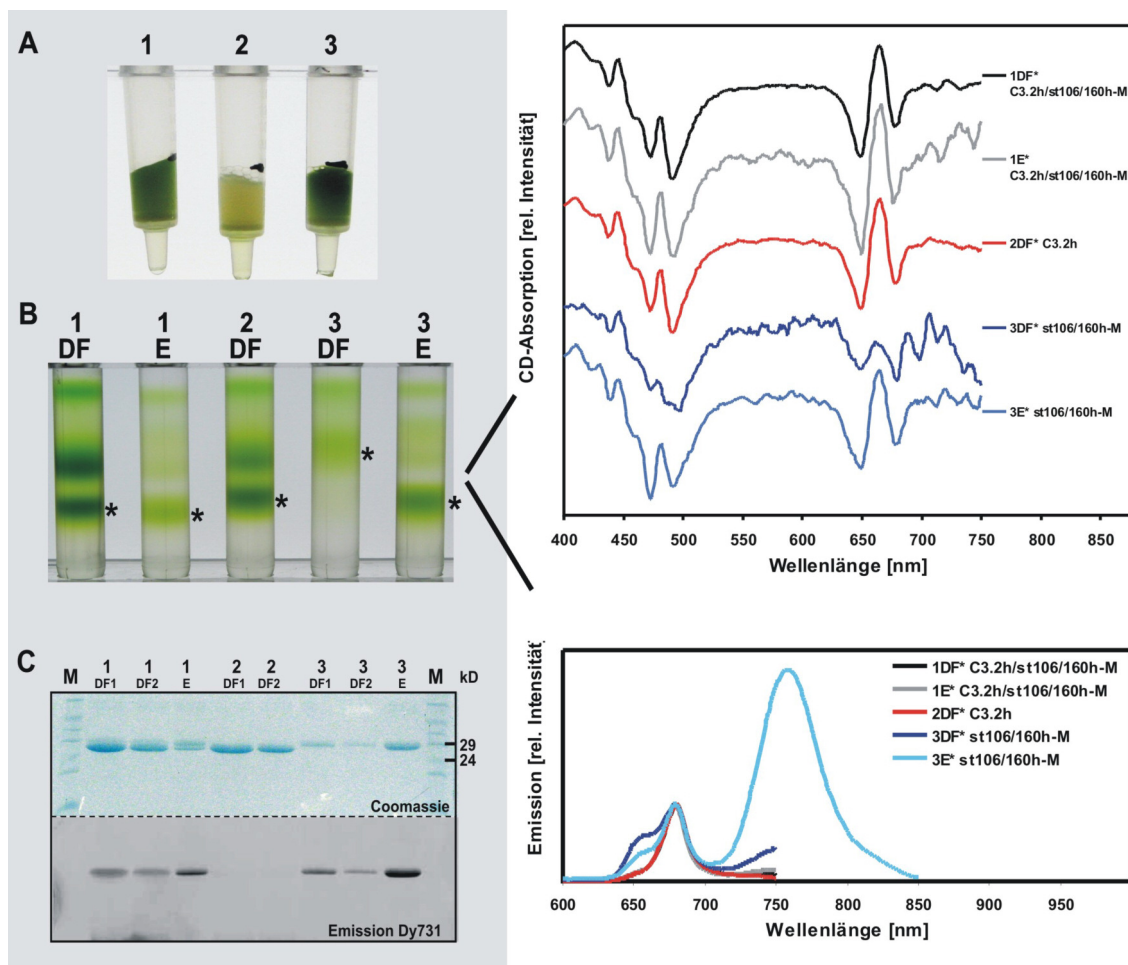 A
1 2 3
B
1 1 2 3 3
DF E DF DF E
* * * * *
C
M 1 1 1 2 2 3 3 3 M kD
DF1 DF2 E DF1 DF2 DF1 DF2 E
29
24
Coomassie
Emission Dy731
CD-Absorption [rel. Intensität]
1DF*
C3.2h/st106/160h-M
1E*
C3.2h/st106/160h-M
2DF* C3.2h
3DF* st106/160h-M
3E* st106/160h-M
400 450 500 550 600 650 700 750 800 850
Wellenlänge [nm]
Emission [rel. Intensität]
1DF* C3.2h/st106/160h-M
1E* C3.2h/st106/160h-M
2DF* C3.2h
3DF* st106/160h-M
3E* st106/160h-M
600 650 700 750 800 850 900 950
Wellenlänge [nm]